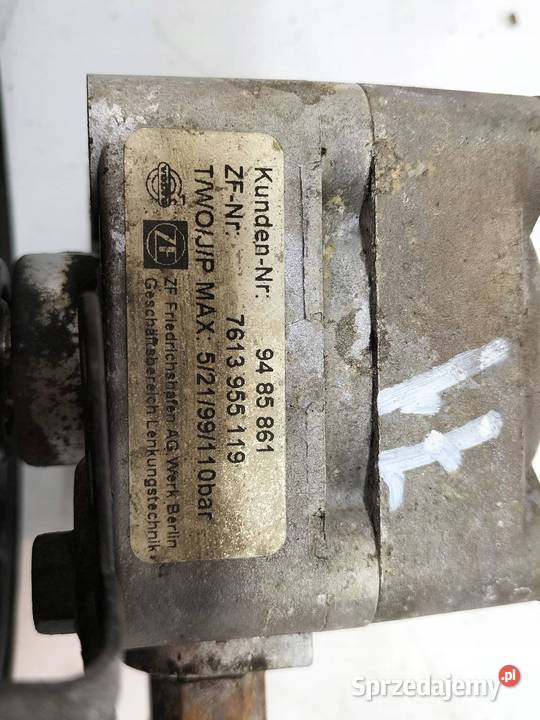 Kunden-Nr: 94 85 861
ZF-Nr: 7613 955 119
T/WO/J/P MAX: 5/21/99/110bar
VOLVO
ZF
ZF Friedrichshafen AG Werk Berlin
Geschäftsbereich Lenkungstechnik
Sprzedajemy.pl